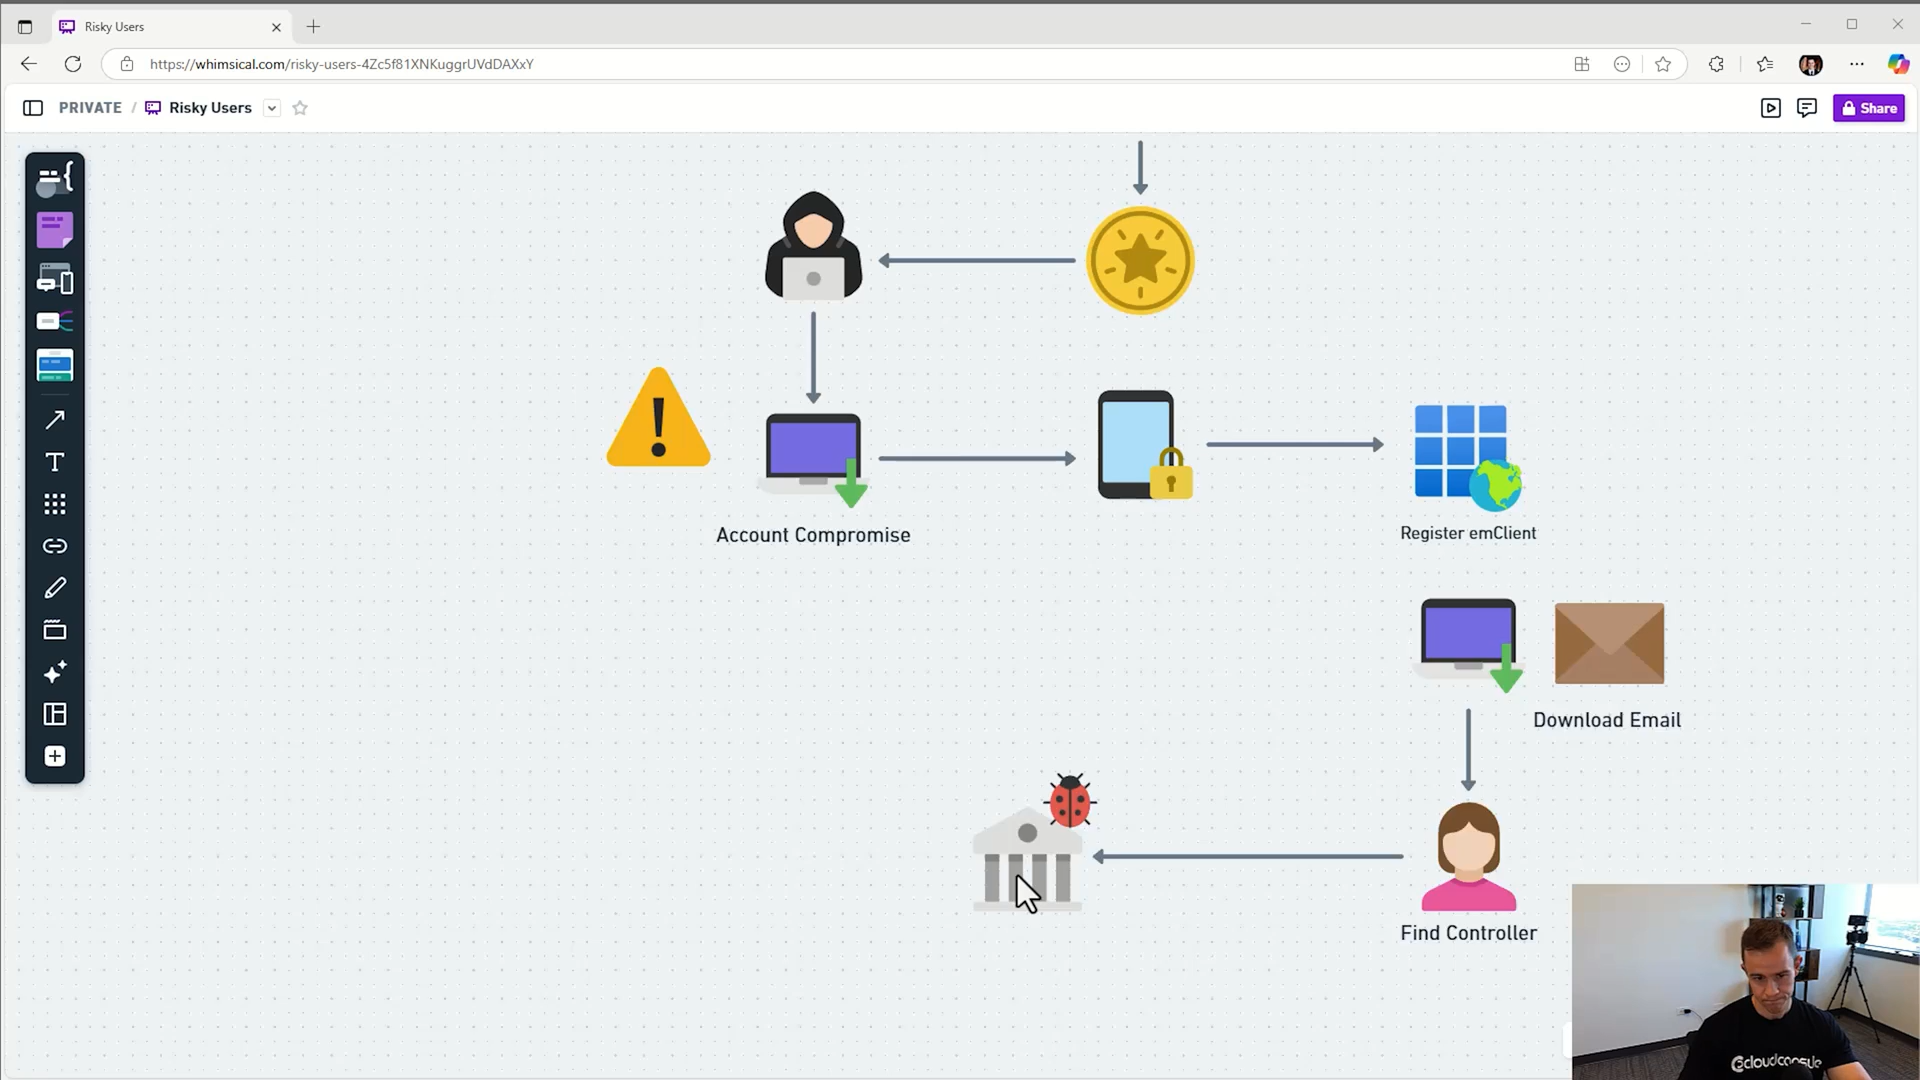 Risky Users
https://whimsical.com/risky-users-4Zc5f81XNKuggrUVdDAXxY
PRIVATE / Risky Users
Share
Account Compromise
Register emClient
Download Email
Find Controller
cloudcapsule